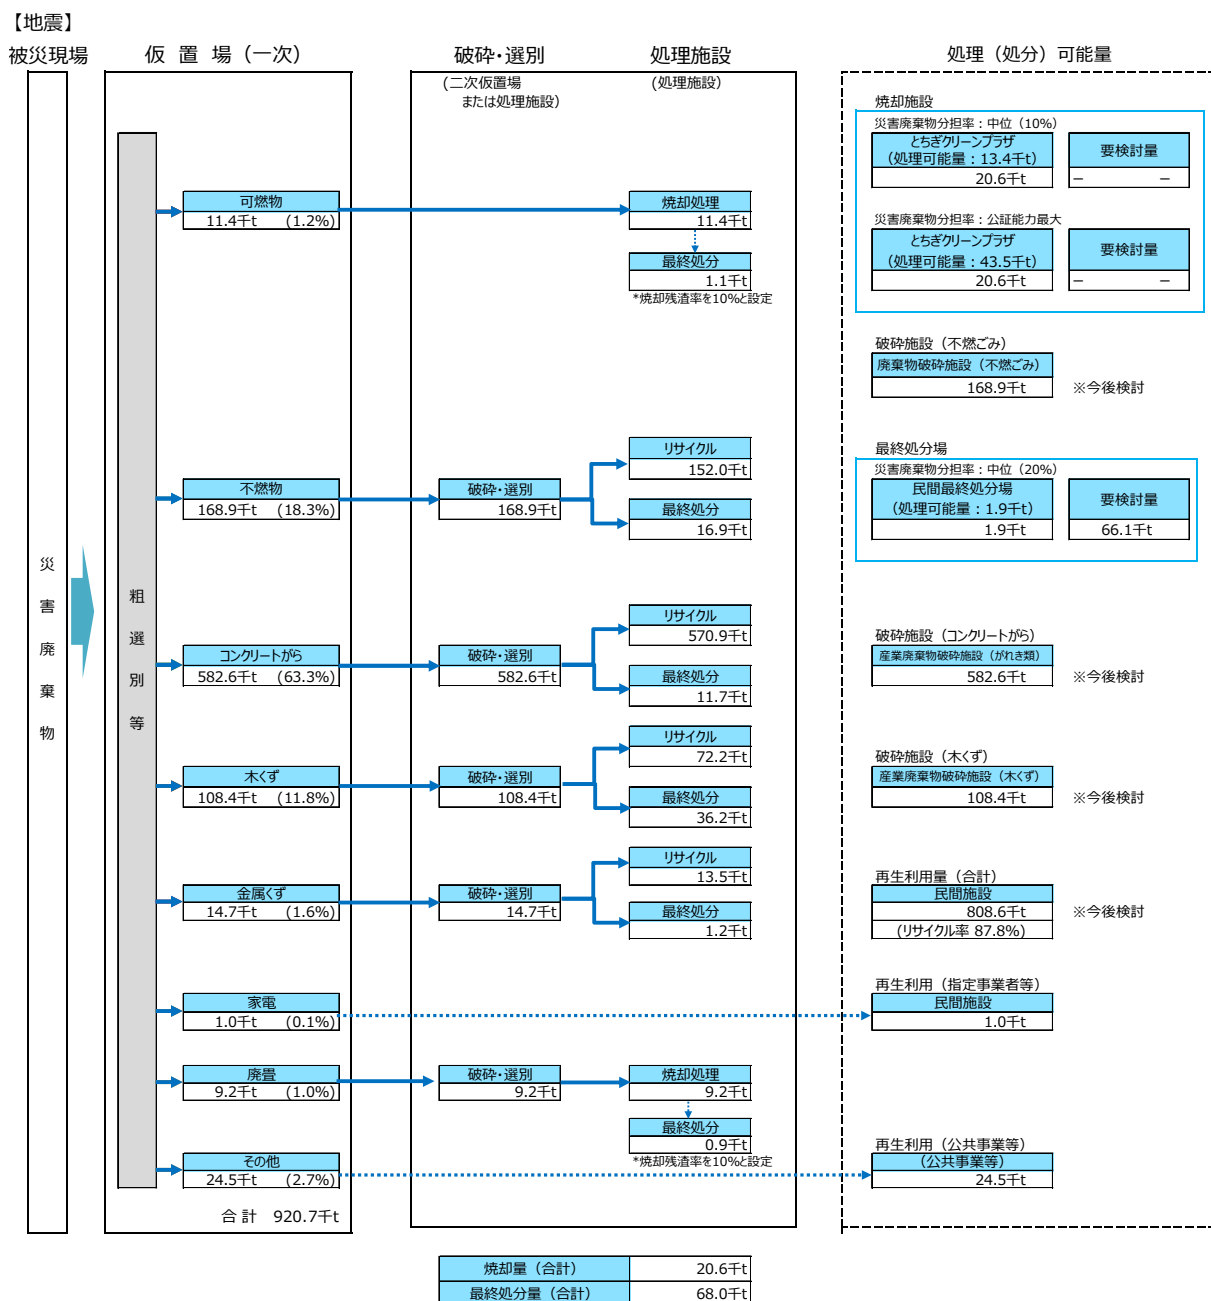 【地震】
被災現場
仮 置 場（一次）
破砕・選別
処理施設
処理（処分）可能量
(二次仮置場
または処理施設)
(処理施設)
災害廃棄物
粗選別等
可燃物
11.4千t (1.2%)
焼却処理
11.4千t
最終処分
1.1千t
*焼却残渣率を10%と設定
不燃物
168.9千t (18.3%)
破砕・選別
168.9千t
リサイクル
152.0千t
最終処分
16.9千t
コンクリートがら
582.6千t (63.3%)
破砕・選別
582.6千t
リサイクル
570.9千t
最終処分
11.7千t
木くず
108.4千t (11.8%)
破砕・選別
108.4千t
リサイクル
72.2千t
最終処分
36.2千t
金属くず
14.7千t (1.6%)
破砕・選別
14.7千t
リサイクル
13.5千t
最終処分
1.2千t
家電
1.0千t (0.1%)
廃畳
9.2千t (1.0%)
破砕・選別
9.2千t
焼却処理
9.2千t
最終処分
0.9千t
*焼却残渣率を10%と設定
その他
24.5千t (2.7%)
合 計 920.7千t
焼却施設
災害廃棄物分担率：中位（10%）
とちぎクリーンプラザ
(処理可能量：13.4千t)
20.6千t
要検討量
－ －
災害廃棄物分担率：公証能力最大
とちぎクリーンプラザ
(処理可能量：43.5千t)
20.6千t
要検討量
－ －
破砕施設（不燃ごみ）
廃棄物破砕施設（不燃ごみ）
168.9千t
※今後検討
最終処分場
災害廃棄物分担率：中位（20%）
民間最終処分場
(処理可能量：1.9千t)
1.9千t
要検討量
66.1千t
破砕施設（コンクリートがら）
産業廃棄物破砕施設（がれき類）
582.6千t
※今後検討
破砕施設（木くず）
産業廃棄物破砕施設（木くず）
108.4千t
※今後検討
再生利用量（合計）
民間施設
808.6千t
(リサイクル率 87.8%)
※今後検討
再生利用（指定事業者等）
民間施設
1.0千t
再生利用（公共事業等）
(公共事業等)
24.5千t
焼却量（合計） 20.6千t
最終処分量（合計） 68.0千t